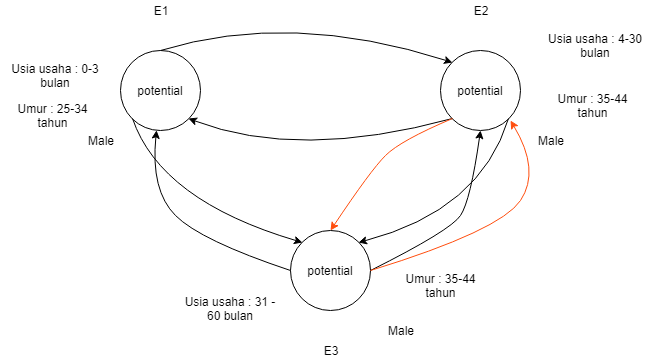 E1
E2
Usia usaha : 0-3
bulan
Umur : 25-34
tahun
Male
potential
potential
Usia usaha : 4-30
bulan
Umur : 35-44
tahun
Male
potential
Usia usaha : 31 -
60 bulan
Umur : 35-44
tahun
Male
E3